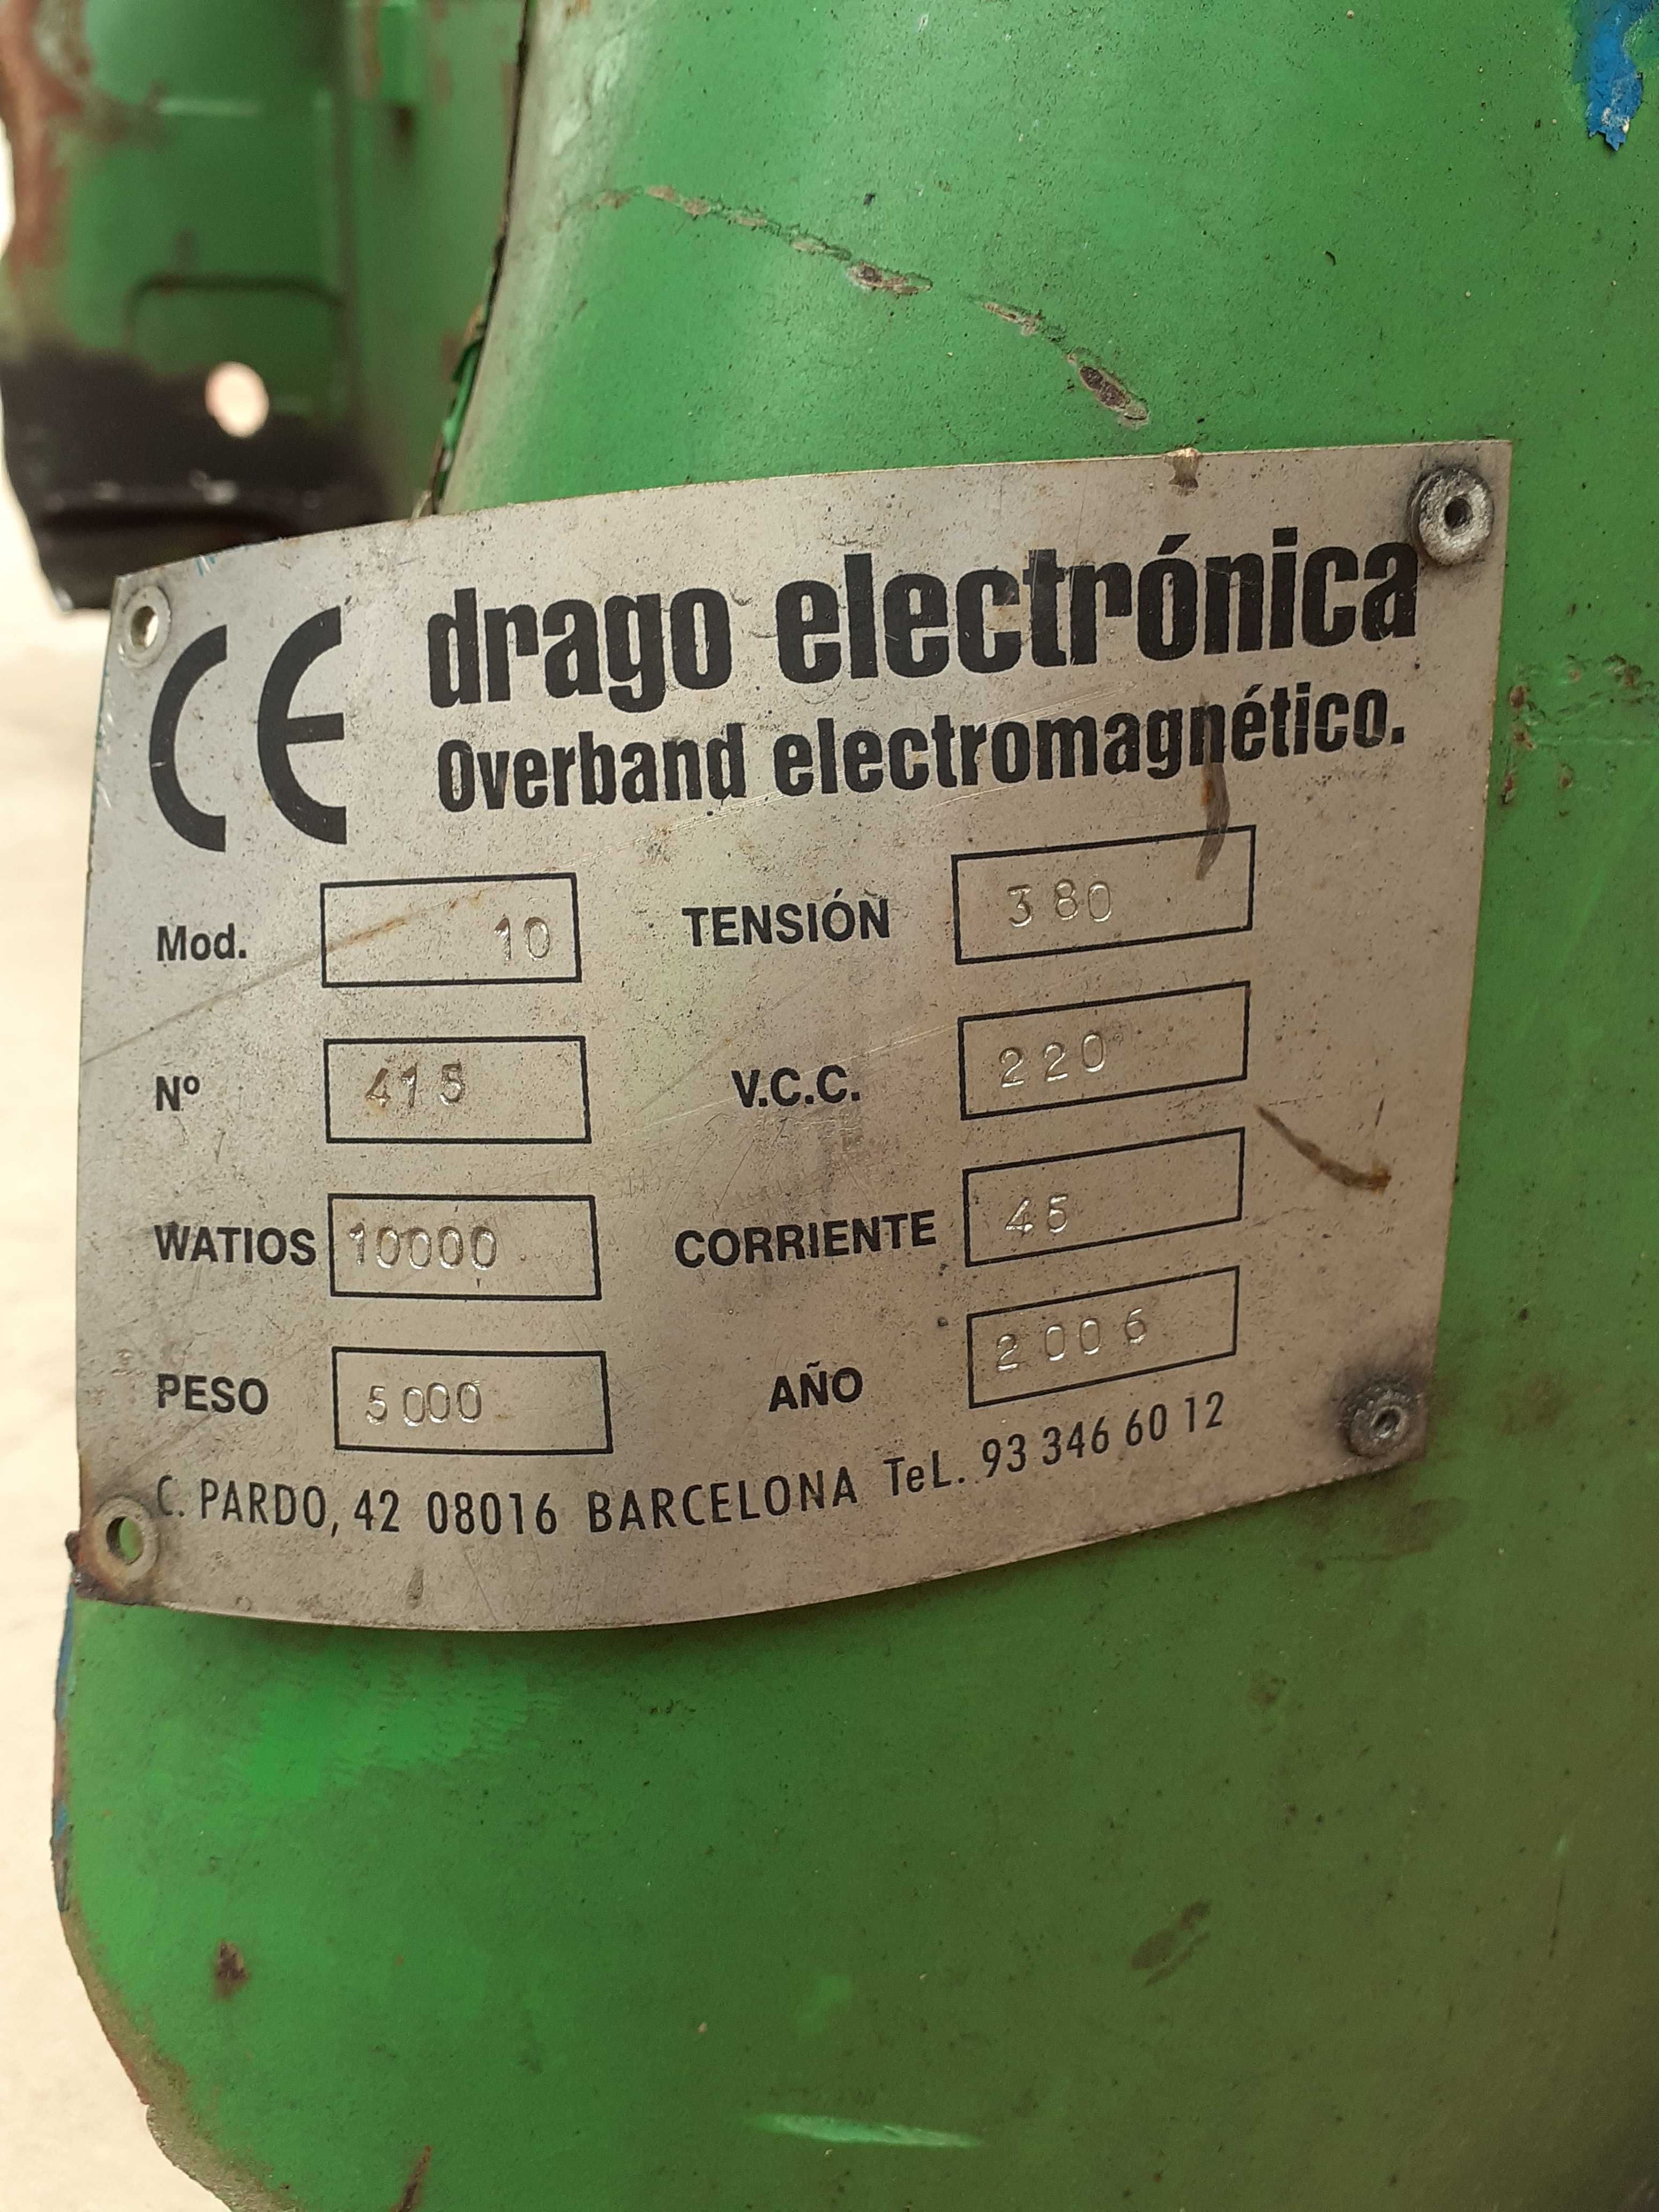 CE drago electrónica
Overband electromagnético.
Mod. 10 TENSIÓN 380
Nº 415 V.C.C. 220
WATIOS 10000 CORRIENTE 45
PESO 5000 AÑO 2006
C. PARDO, 42 08016 BARCELONA TeL. 93 346 60 12